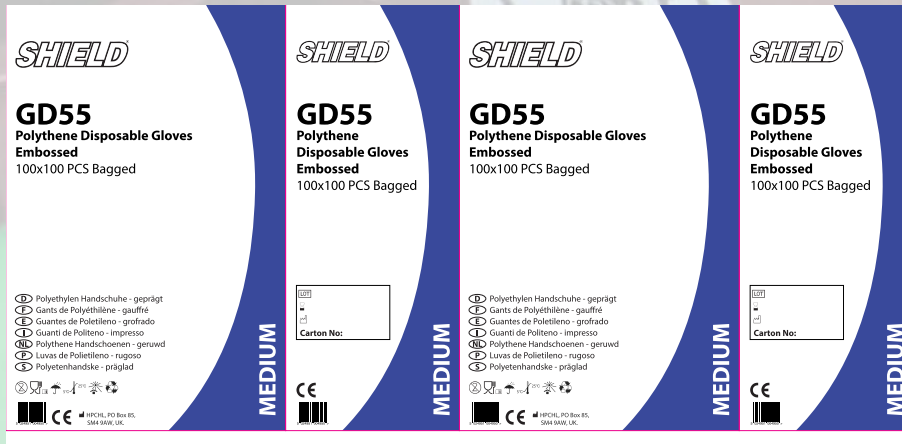 SHIELD
GD55
Polythene Disposable Gloves
Embossed
100x100 PCS Bagged
D Polyethylen Handschuhe - geprägt
F Gants de Polyéthilène - gauffré
E Guantes de Poletileno - grofrado
I Guanti di Politeno - impresso
NL Polythene Handschoenen - geruwd
P Luvas de Polietileno - rugoso
S Polyetenhandske - präglad
HPCHL, PO Box 85,
SM4 9AW, UK.
MEDIUM
SHIELD
GD55
Polythene
Disposable Gloves
Embossed
100x100 PCS Bagged
LOT
Carton No:
CE
MEDIUM
SHIELD
GD55
Polythene Disposable Gloves
Embossed
100x100 PCS Bagged
D Polyethylen Handschuhe - geprägt
F Gants de Polyéthilène - gauffré
E Guantes de Poletileno - grofrado
I Guanti di Politeno - impresso
NL Polythene Handschoenen - geruwd
P Luvas de Polietileno - rugoso
S Polyetenhandske - präglad
CE HPCHL, PO Box 85,
SM4 9AW, UK.
MEDIUM
SHIELD
GD55
Polythene
Disposable Gloves
Embossed
100x100 PCS Bagged
LOT
Carton No:
CE
MEDIUM